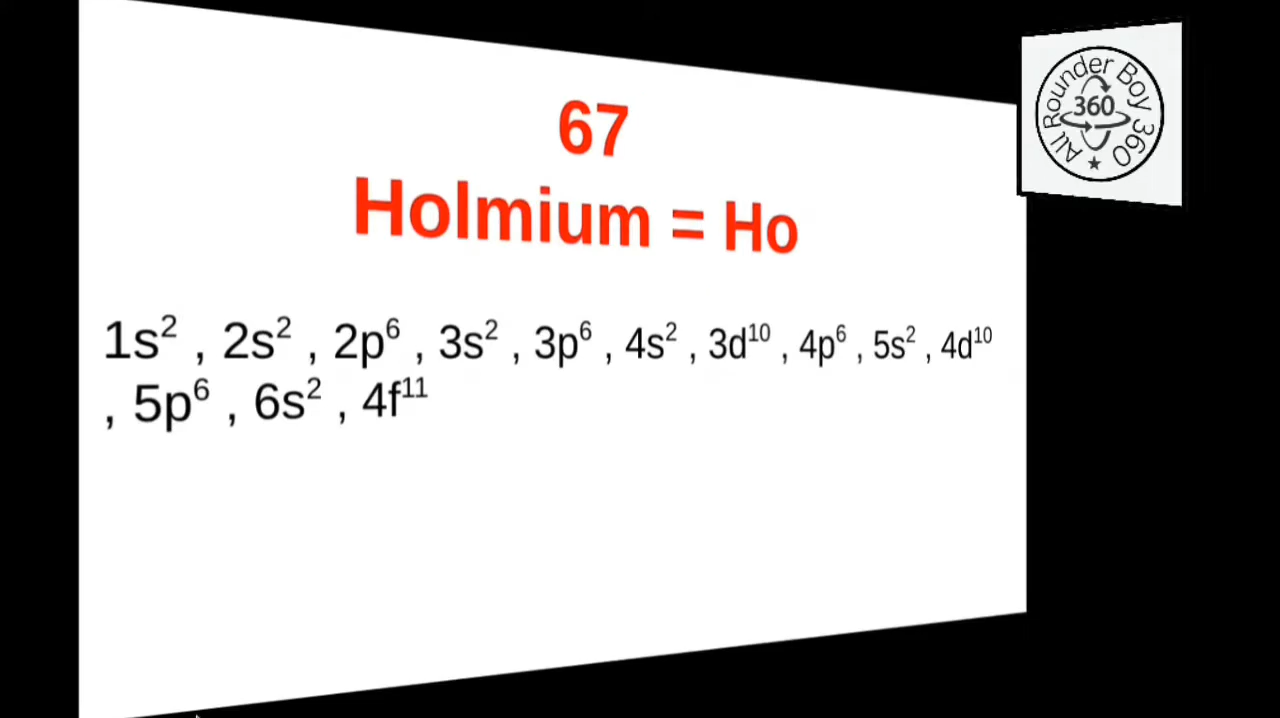 67
Holmium = Ho
1s² , 2s² , 2p⁶ , 3s² , 3p⁶ , 4s² , 3d¹⁰ , 4p⁶ , 5s² , 4d¹⁰
, 5p⁶ , 6s² , 4f¹¹
All Rounder Boy 360
360